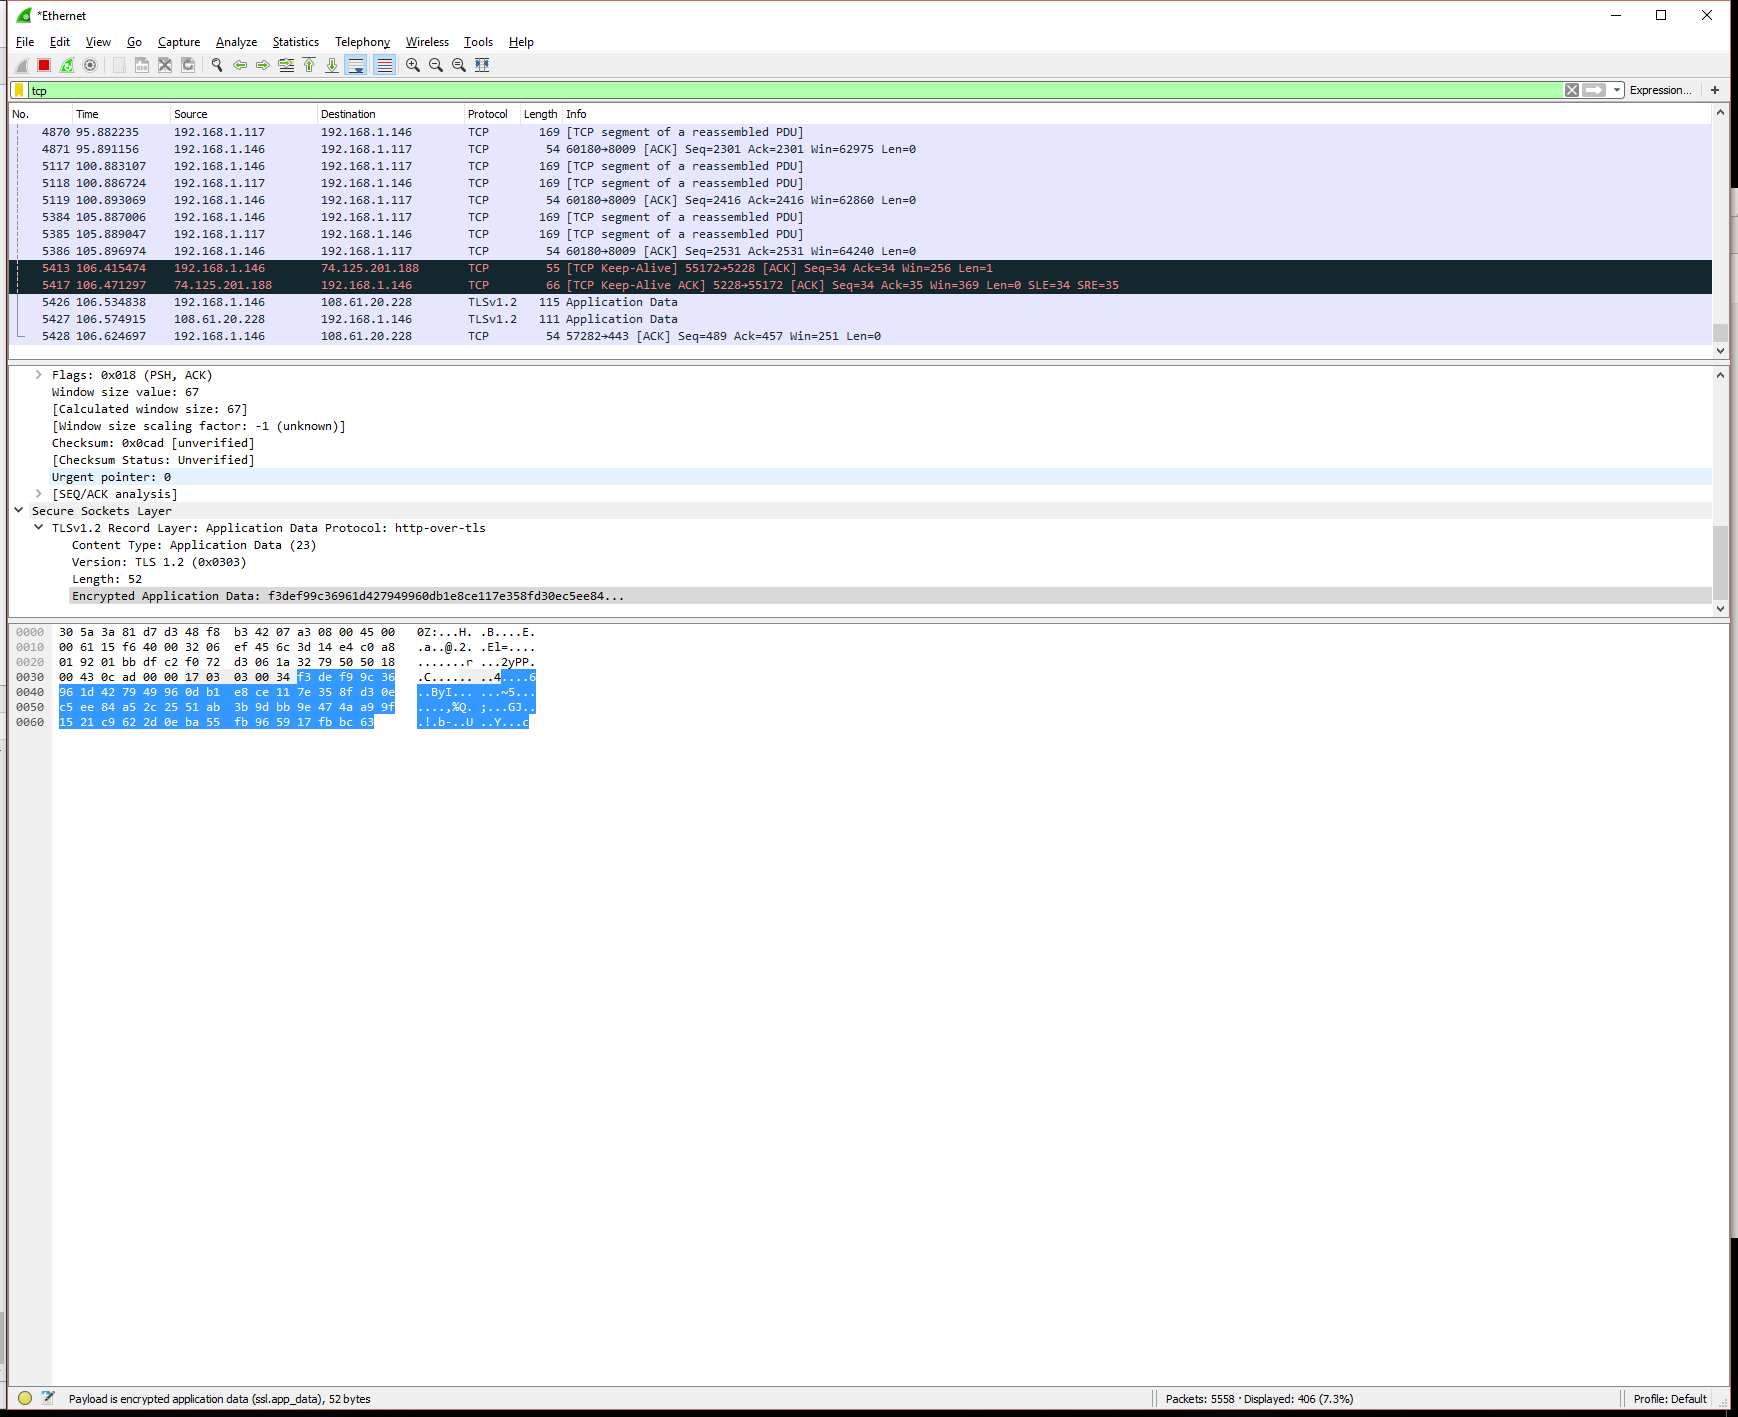 *Ethernet
File Edit View Go Capture Analyze Statistics Telephony Wireless Tools Help
tcp Expression... +
No. Time Source Destination Protocol Length Info
4870 95.882235 192.168.1.117 192.168.1.146 TCP 169 [TCP segment of a reassembled PDU]
4871 95.891156 192.168.1.146 192.168.1.117 TCP 54 60180→8009 [ACK] Seq=2301 Ack=2301 Win=62975 Len=0
5117 100.883107 192.168.1.146 192.168.1.117 TCP 169 [TCP segment of a reassembled PDU]
5118 100.886724 192.168.1.117 192.168.1.146 TCP 169 [TCP segment of a reassembled PDU]
5119 100.893069 192.168.1.146 192.168.1.117 TCP 54 60180→8009 [ACK] Seq=2416 Ack=2416 Win=62860 Len=0
5384 105.887006 192.168.1.146 192.168.1.117 TCP 169 [TCP segment of a reassembled PDU]
5385 105.889047 192.168.1.117 192.168.1.146 TCP 169 [TCP segment of a reassembled PDU]
5386 105.896974 192.168.1.146 192.168.1.117 TCP 54 60180→8009 [ACK] Seq=2531 Ack=2531 Win=64240 Len=0
5413 106.415474 192.168.1.146 74.125.201.188 TCP 55 [TCP Keep-Alive] 55172→5228 [ACK] Seq=34 Ack=34 Win=256 Len=1
5417 106.471297 74.125.201.188 192.168.1.146 TCP 66 [TCP Keep-Alive ACK] 5228→55172 [ACK] Seq=34 Ack=35 Win=369 Len=0 SLE=34 SRE=35
5426 106.534838 192.168.1.146 108.61.20.228 TLSv1.2 115 Application Data
5427 106.574915 108.61.20.228 192.168.1.146 TLSv1.2 111 Application Data
5428 106.624697 192.168.1.146 108.61.20.228 TCP 54 57282→443 [ACK] Seq=489 Ack=457 Win=251 Len=0
Flags: 0x018 (PSH, ACK)
Window size value: 67
[Calculated window size: 67]
[Window size scaling factor: -1 (unknown)]
Checksum: 0x0cad [unverified]
[Checksum Status: Unverified]
Urgent pointer: 0
[SEQ/ACK analysis]
Secure Sockets Layer
TLSv1.2 Record Layer: Application Data Protocol: http-over-tls
Content Type: Application Data (23)
Version: TLS 1.2 (0x0303)
Length: 52
Encrypted Application Data: f3def99c36961d427949960db1e8ce117e358fd30ec5ee84...
0000 30 5a 3a 81 d7 d3 48 f8 b3 42 07 a3 08 00 45 00 0Z:...H. .B....E.
0010 00 61 15 f6 40 00 32 06 ef 45 6c 3d 14 e4 c0 a8 .a..@.2. .El=....
0020 01 92 01 bb df c2 f0 72 d3 06 1a 32 79 50 50 18 .......r ...2yPP.
0030 00 43 0c ad 00 00 17 03 03 00 34 f3 de f9 9c 36 .C...... ..4....6
0040 96 1d 42 79 49 96 0d b1 e8 ce 11 7e 35 8f d3 0e ..ByI... ...~5...
0050 c5 ee 84 a5 2c 25 51 ab 3b 9d bb 9e 47 4a a9 9f ....,%Q. ;...GJ..
0060 15 21 c9 62 2d 0e ba 55 fb 96 59 17 fb bc 63 .!.b-..U ..Y...c
Payload is encrypted application data (ssl.app_data), 52 bytes Packets: 5558 · Displayed: 406 (7.3%) Profile: Default